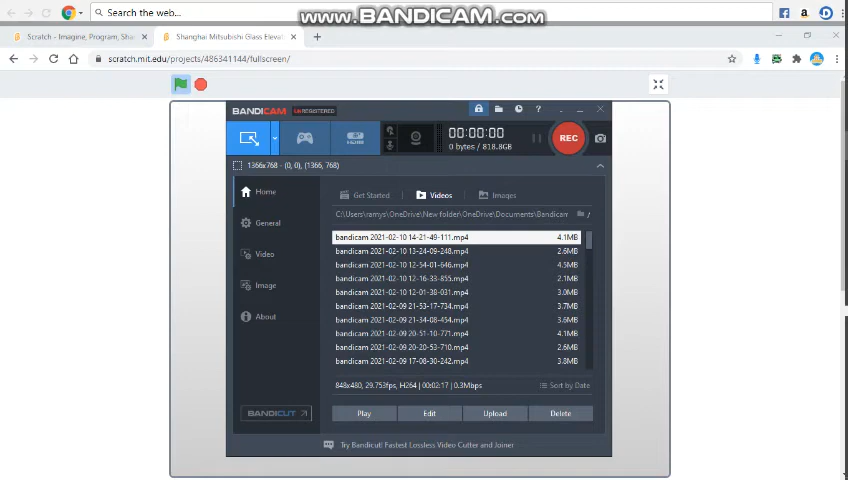 Search the web...
www.BANDICAM.com
Scratch - Imagine, Program, Sha
Shanghai Mitsubishi Glass Elevat
scratch.mit.edu/projects/486341144/fullscreen/
BANDICAM UNREGISTERED
00:00:00
0 bytes / 818.8GB
REC
1366x768 - (0, 0), (1366, 768)
Home
General
Video
Image
About
BANDICUT
Get Started
Videos
Images
C:\Users\ramys\OneDrive\New folder\OneDrive\Documents\Bandicam
bandicam 2021-02-10 14-21-49-111.mp4 4.1MB
bandicam 2021-02-10 13-24-09-248.mp4 2.6MB
bandicam 2021-02-10 12-54-01-646.mp4 4.5MB
bandicam 2021-02-10 12-16-33-855.mp4 2.1MB
bandicam 2021-02-10 12-01-38-031.mp4 3.0MB
bandicam 2021-02-09 21-53-17-734.mp4 3.7MB
bandicam 2021-02-09 21-34-08-454.mp4 3.6MB
bandicam 2021-02-09 20-51-10-771.mp4 4.1MB
bandicam 2021-02-09 20-20-53-710.mp4 2.6MB
bandicam 2021-02-09 17-08-30-242.mp4 3.8MB
848x480, 29.753fps, H264 | 00:02:17 | 0.3Mbps
Sort by Date
Play
Edit
Upload
Delete
Try Bandicut! Fastest Lossless Video Cutter and Joiner